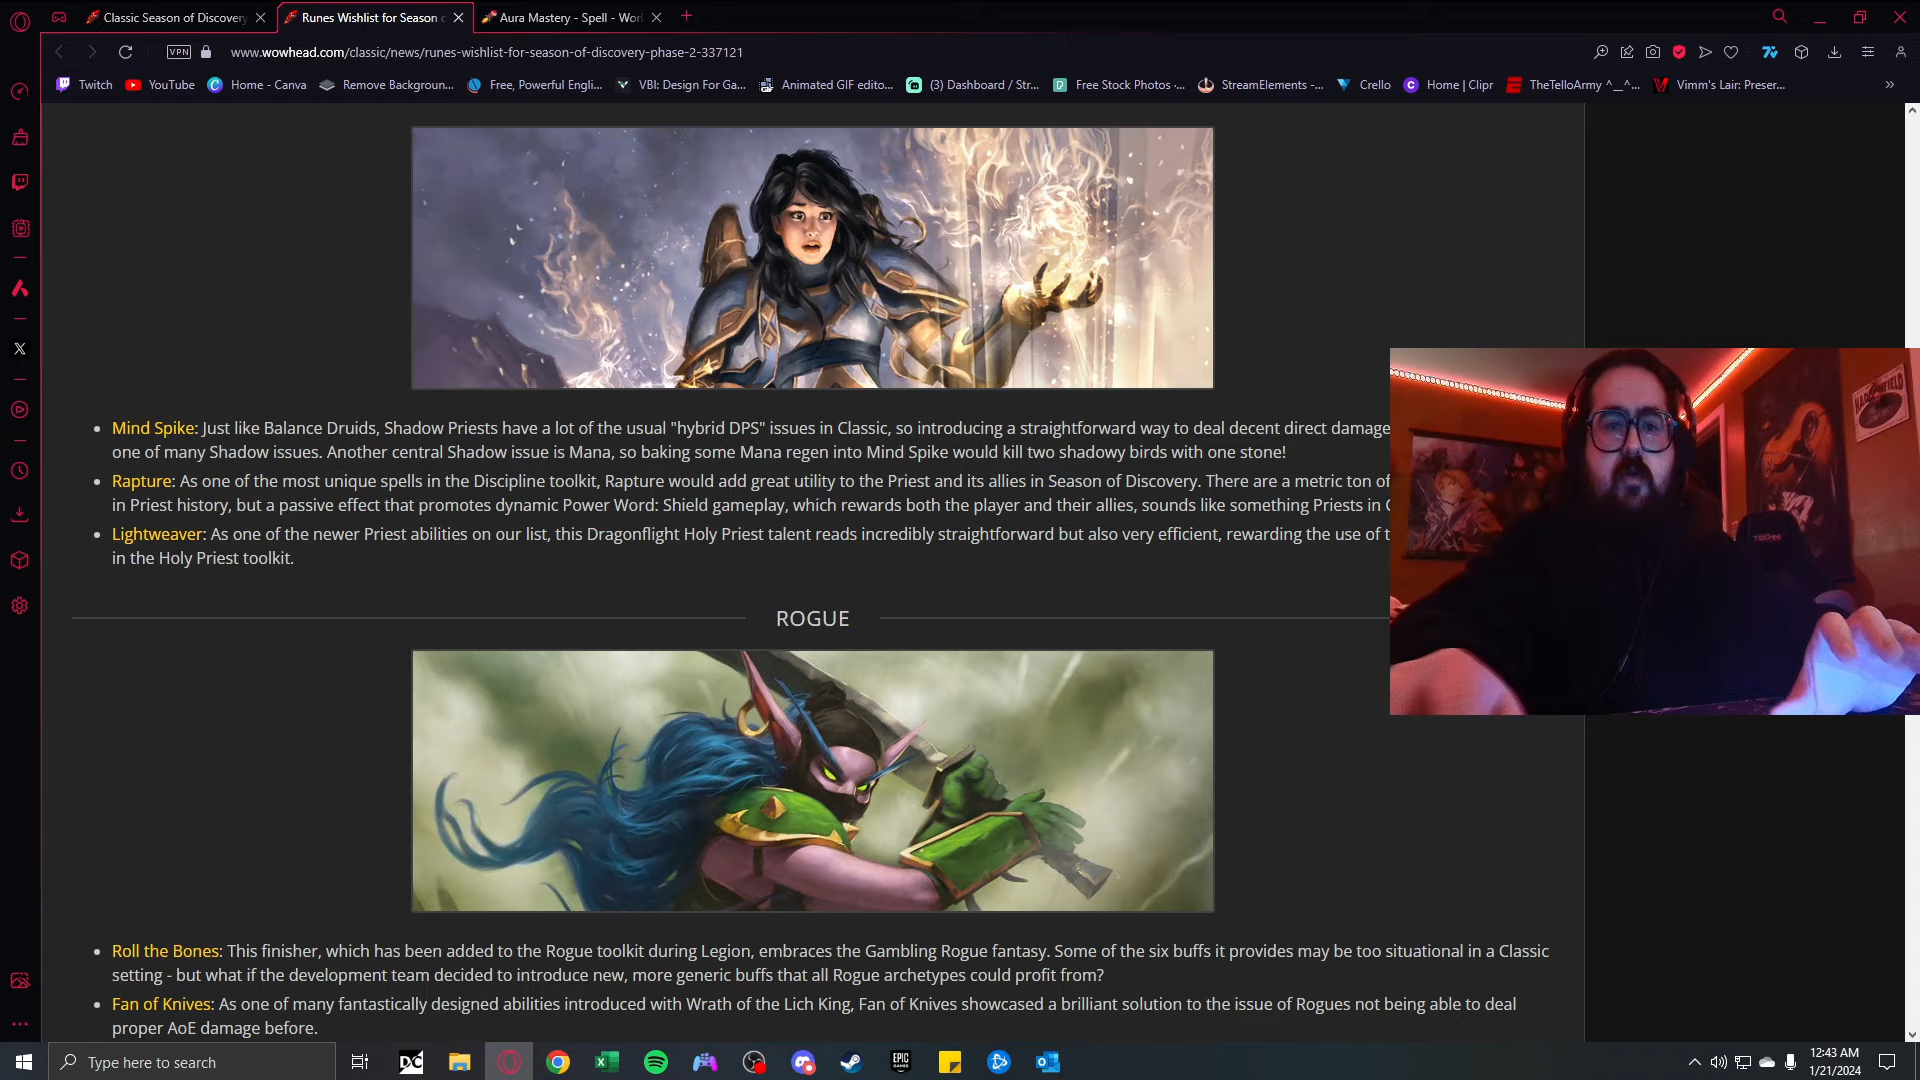 Classic Season of Discovery
Runes Wishlist for Season o
Aura Mastery - Spell - Worl
VPN
www.wowhead.com/classic/news/runes-wishlist-for-season-of-discovery-phase-2-337121
Twitch
YouTube
Home - Canva
Remove Backgroun...
Free, Powerful Engli...
VBI: Design For Ga...
Animated GIF edito...
(3) Dashboard / Str...
Free Stock Photos ·...
StreamElements -...
Crello
Home | Clipr
TheTelloArmy ^__^...
Vimm's Lair: Preser...
Mind Spike: Just like Balance Druids, Shadow Priests have a lot of the usual "hybrid DPS" issues in Classic, so introducing a straightforward way to deal decent direct damage
one of many Shadow issues. Another central Shadow issue is Mana, so baking some Mana regen into Mind Spike would kill two shadowy birds with one stone!
Rapture: As one of the most unique spells in the Discipline toolkit, Rapture would add great utility to the Priest and its allies in Season of Discovery. There are a metric ton of
in Priest history, but a passive effect that promotes dynamic Power Word: Shield gameplay, which rewards both the player and their allies, sounds like something Priests in
Lightweaver: As one of the newer Priest abilities on our list, this Dragonflight Holy Priest talent reads incredibly straightforward but also very efficient, rewarding the use of
in the Holy Priest toolkit.
ROGUE
Roll the Bones: This finisher, which has been added to the Rogue toolkit during Legion, embraces the Gambling Rogue fantasy. Some of the six buffs it provides may be too situational in a Classic
setting - but what if the development team decided to introduce new, more generic buffs that all Rogue archetypes could profit from?
Fan of Knives: As one of many fantastically designed abilities introduced with Wrath of the Lich King, Fan of Knives showcased a brilliant solution to the issue of Rogues not being able to deal
proper AoE damage before.
Type here to search
DC
EPIC GAMES
12:43 AM
1/21/2024